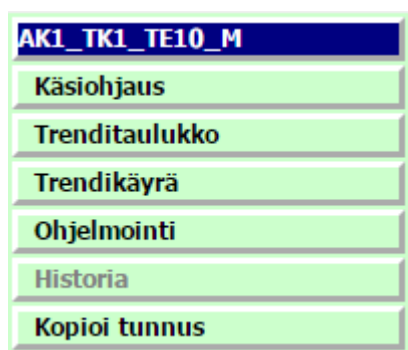 AK1_TK1_TE10_M
Käsiohjaus
Trenditaulukko
Trendikäyrä
Ohjelmointi
Historia
Kopioi tunnus